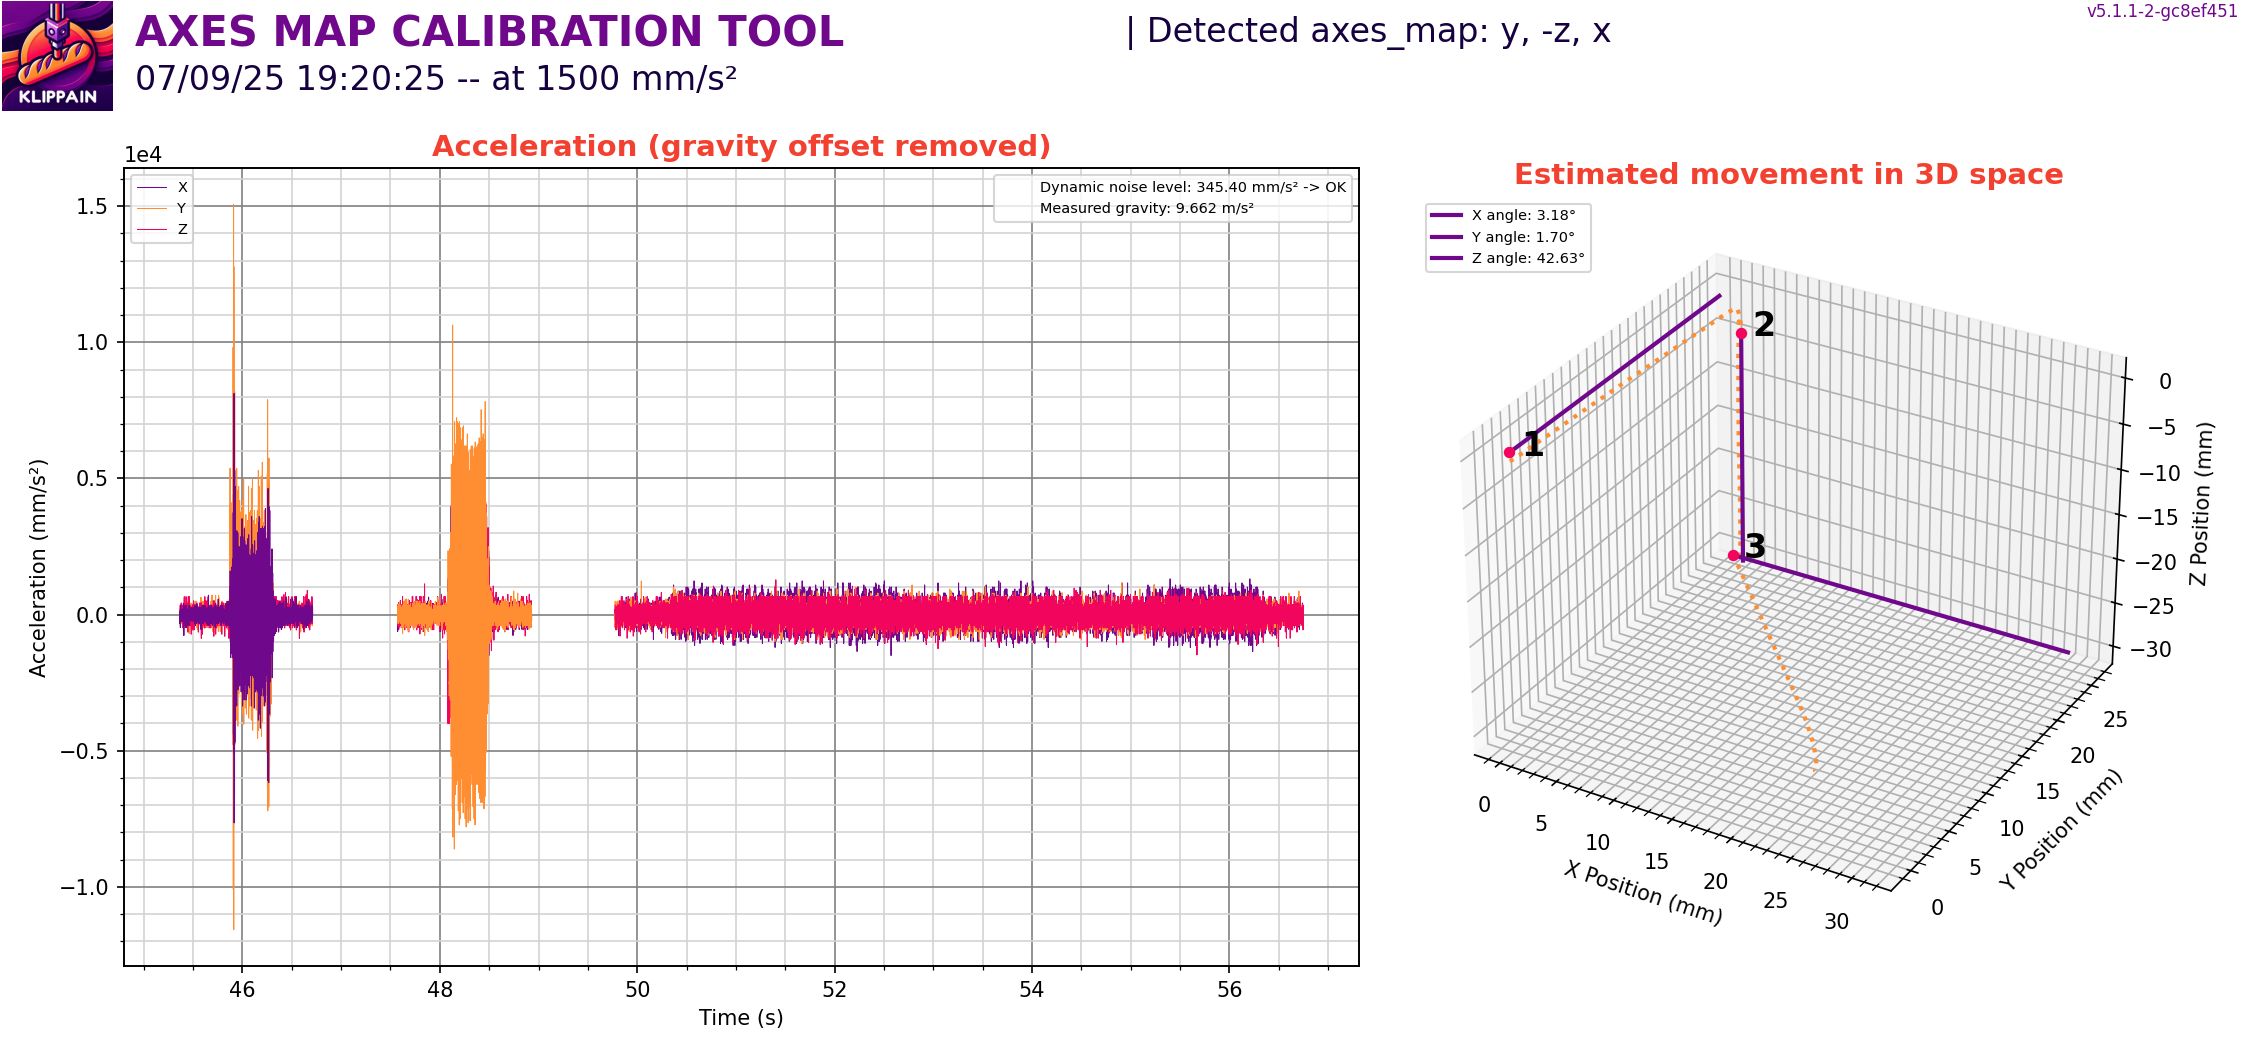 KLIPPAIN
AXES MAP CALIBRATION TOOL
07/09/25 19:20:25 -- at 1500 mm/s²
| Detected axes_map: y, -z, x
v5.1.1-2-gc8ef451
Acceleration (gravity offset removed)
1e4
X
Y
Z
Dynamic noise level: 345.40 mm/s² -> OK
Measured gravity: 9.662 m/s²
1.5
1.0
0.5
0.0
−0.5
−1.0
Acceleration (mm/s²)
46
48
50
52
54
56
Time (s)
Estimated movement in 3D space
X angle: 3.18°
Y angle: 1.70°
Z angle: 42.63°
1
2
3
0
−5
−10
−15
−20
−25
−30
Z Position (mm)
0
5
10
15
20
25
30
X Position (mm)
0
5
10
15
20
25
Y Position (mm)